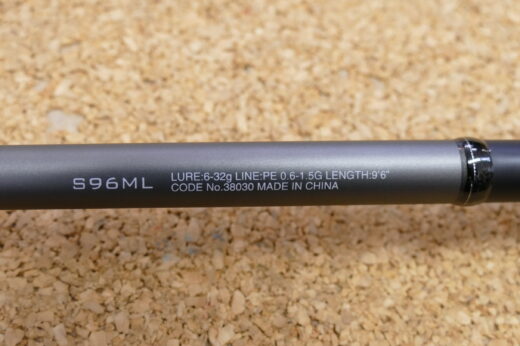 S96ML
LURE:6-32g LINE:PE 0.6-1.5G LENGTH:9'6"
CODE No.38030 MADE IN CHINA